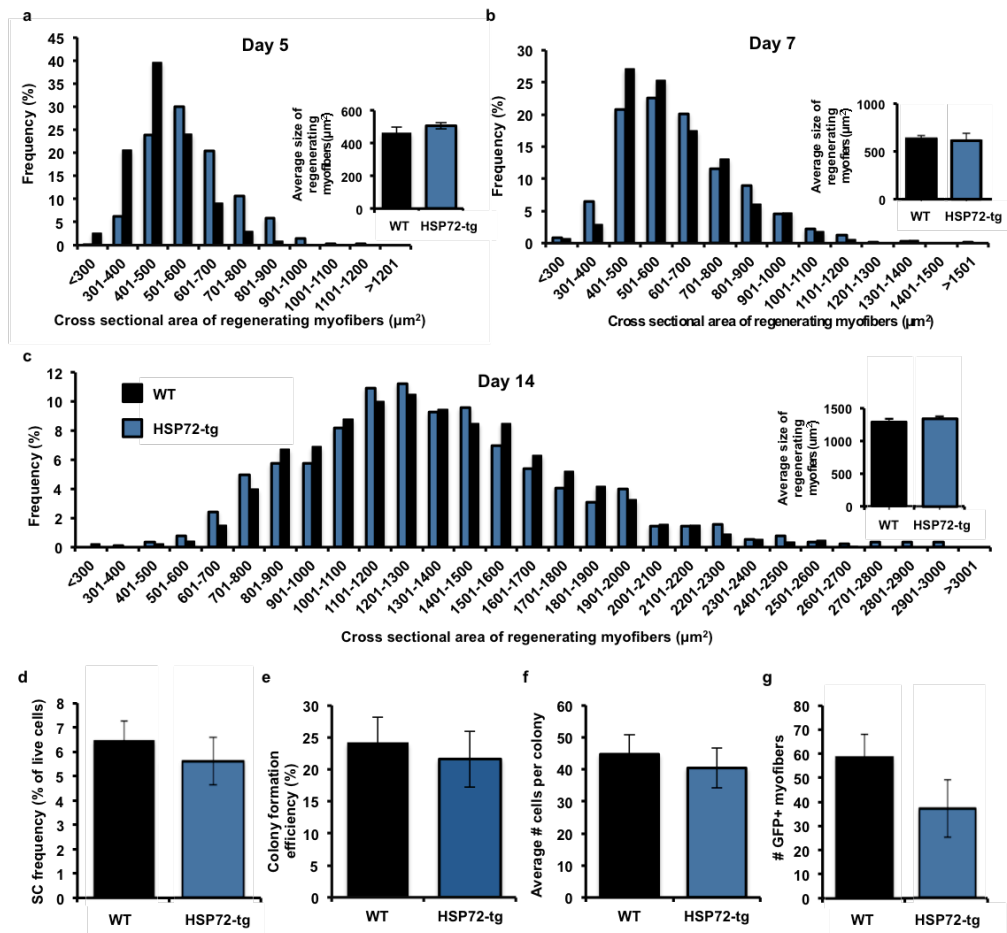 a
Day 5
Frequency (%)
45
40
35
30
25
20
15
10
5
0
<300
301-400
401-500
501-600
601-700
701-800
801-900
901-1000
1001-1100
1101-1200
>1201
Cross sectional area of regenerating myofibers (µm²)
Average size of
regenerating
myofibers(µm²)
600
400
200
0
WT
HSP72-tg
b
Day 7
Frequency (%)
30
25
20
15
10
5
0
<300
301-400
401-500
501-600
601-700
701-800
801-900
901-1000
1001-1100
1101-1200
1201-1300
1301-1400
1401-1500
>1501
Cross sectional area of regenerating myofibers (µm²)
Average size of
regenerating
myofiers(µm²)
1000
500
0
WT
HSP72-tg
c
Day 14
WT
HSP72-tg
Frequency (%)
12
10
8
6
4
2
0
<300
301-400
401-500
501-600
601-700
701-800
801-900
901-1000
1001-1100
1101-1200
1201-1300
1301-1400
1401-1500
1501-1600
1601-1700
1701-1800
1801-1900
1901-2000
2001-2100
2101-2200
2201-2300
2301-2400
2401-2500
2501-2600
2601-2700
2701-2800
2801-2900
2901-3000
>3001
Cross sectional area of regenerating myofibers (µm²)
Average size of
regenerating
myofiers (um²)
1500
1000
500
0
WT
HSP72-tg
d
SC frequency (% of live cells)
8
7
6
5
4
3
2
1
0
WT
HSP72-tg
e
Colony formation
efficiency (%)
30
25
20
15
10
5
0
WT
HSP72-tg
f
Average # cells per colony
60
50
40
30
20
10
0
WT
HSP72-tg
g
# GFP+ myofibers
80
70
60
50
40
30
20
10
0
WT
HSP72-tg